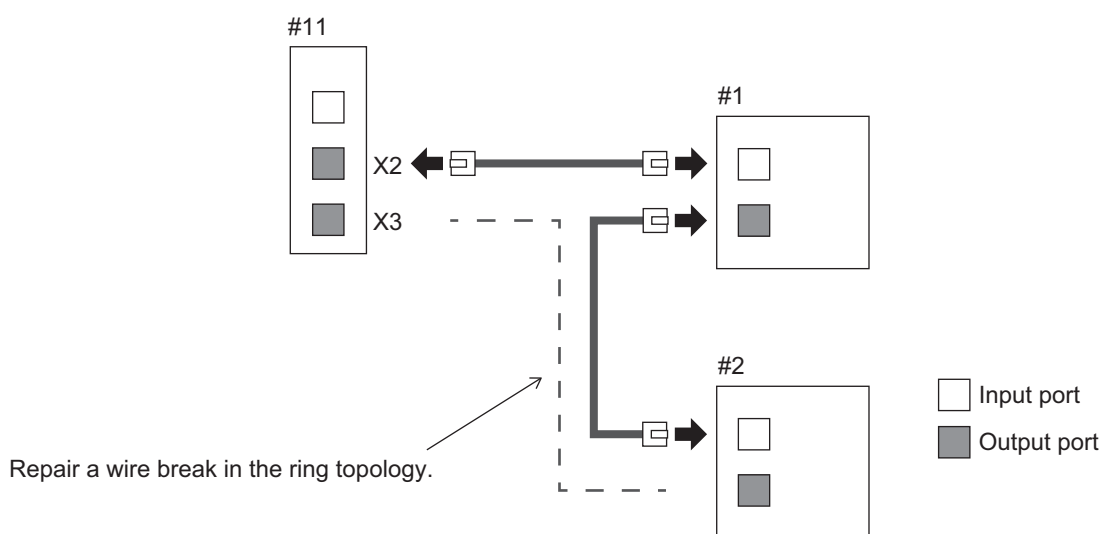 #11
#1
X2
X3
#2
Input port
Output port
Repair a wire break in the ring topology.